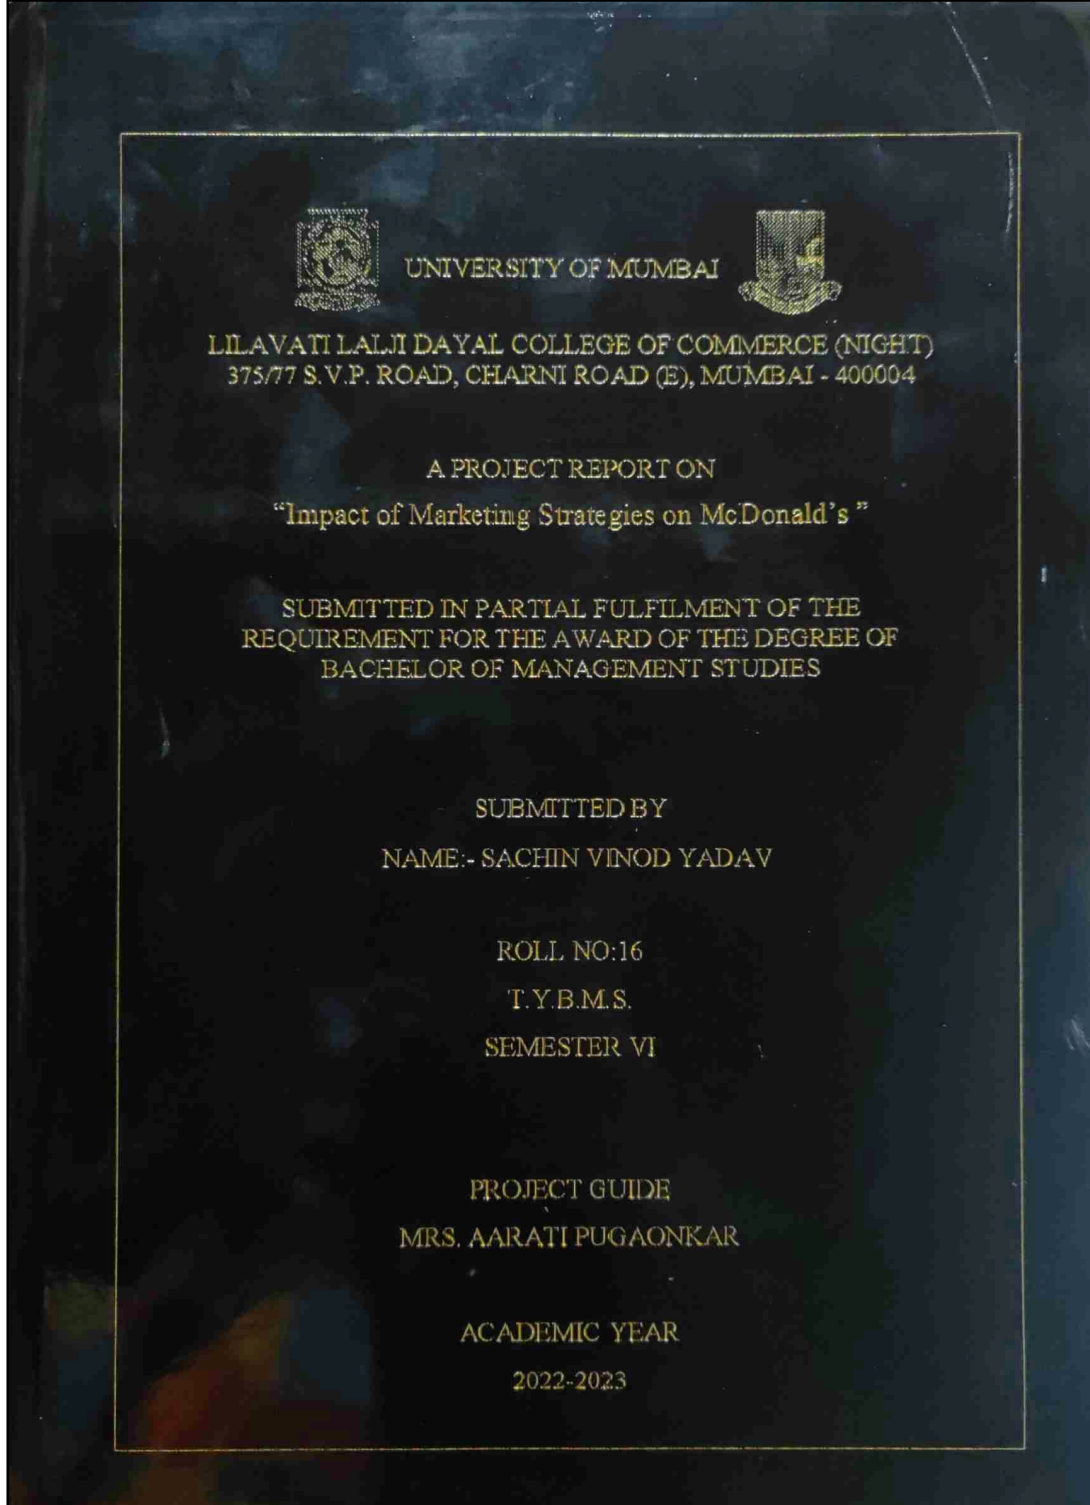 UNIVERSITY OF MUMBAI
LILAVATI LALJI DAYAL COLLEGE OF COMMERCE (NIGHT)
375/77 S.V.P. ROAD, CHARNI ROAD (E), MUMBAI - 400004
A PROJECT REPORT ON
“Impact of Marketing Strategies on McDonald’s ”
SUBMITTED IN PARTIAL FULFILMENT OF THE
REQUIREMENT FOR THE AWARD OF THE DEGREE OF
BACHELOR OF MANAGEMENT STUDIES
SUBMITTED BY
NAME:- SACHIN VINOD YADAV
ROLL NO:16
T.Y.B.M.S.
SEMESTER VI
PROJECT GUIDE
MRS. AARATI PUGAONKAR
ACADEMIC YEAR
2022-2023